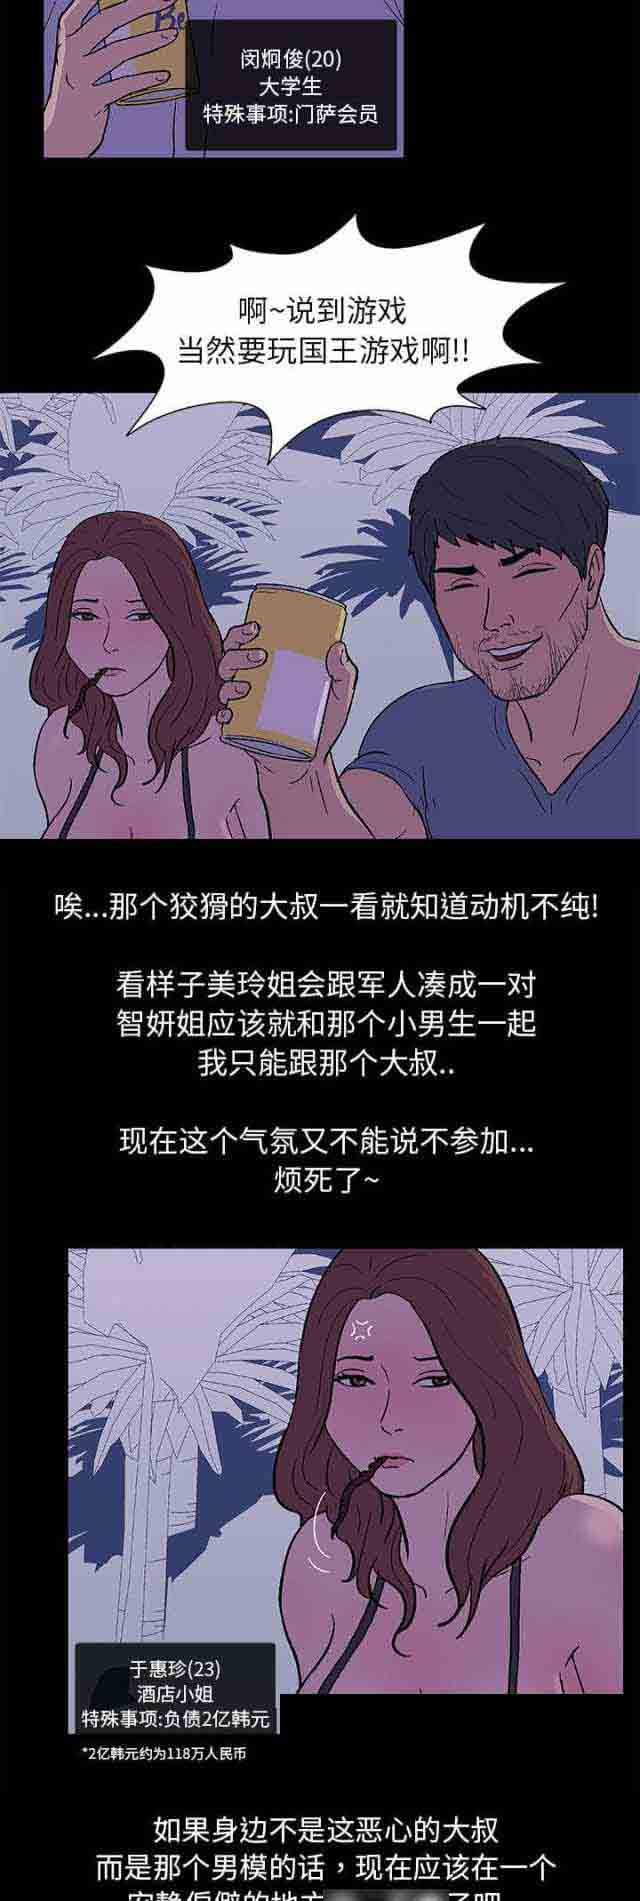 Be
闵炯俊(20)
大学生
特殊事项:门萨会员
啊~说到游戏
当然要玩国王游戏啊!!
唉...那个狡猾的大叔一看就知道动机不纯!
看样子美玲姐会跟军人凑成一对
智妍姐应该就和那个小男生一起
我只能跟那个大叔..
现在这个气氛又不能说不参加...
烦死了~
于惠珍(23)
酒店小姐
特殊事项:负债2亿韩元
*2亿韩元约为118万人民币
如果身边不是这恶心的大叔
而是那个男模的话，现在应该在一个
安静偏僻的地方